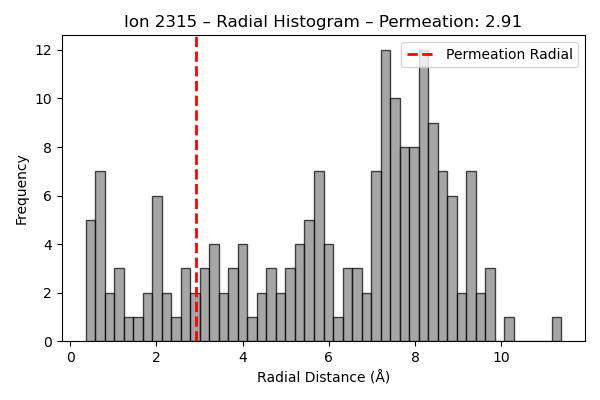 Ion 2315 – Radial Histogram – Permeation: 2.91
Permeation Radial
Frequency
12
10
8
6
4
2
0
0 2 4 6 8 10
Radial Distance (Å)